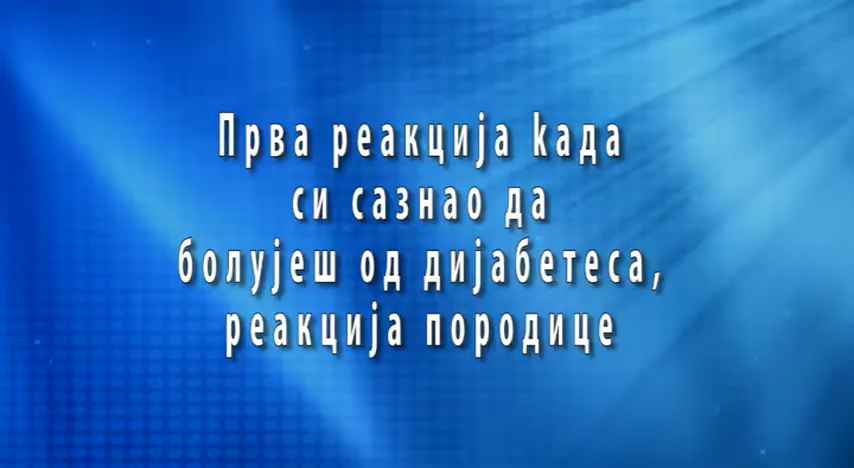 Прва реакција када
си сазнао да
болујеш од дијабетеса,
реакција породице